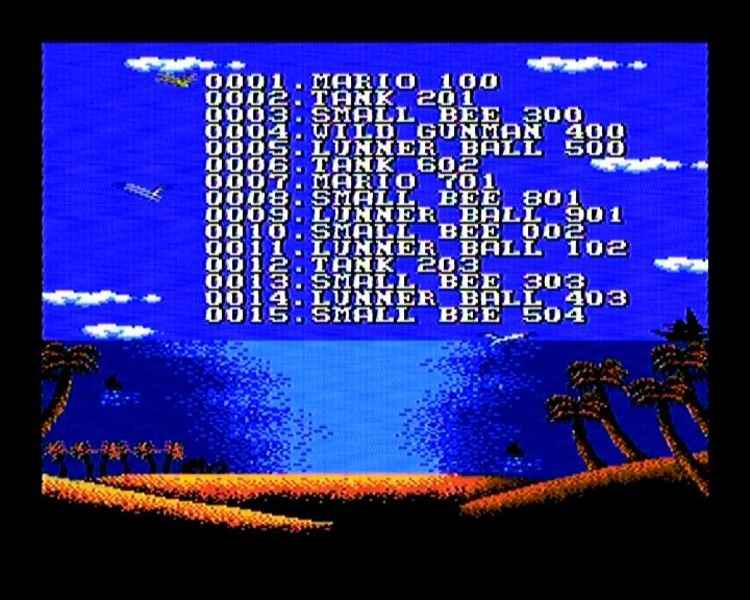 0001.MARIO 100
0002.TANK 201
0003.SMALL BEE 300
0004.WILD GUNMAN 400
0005.LUNNER BALL 500
0006.TANK 602
0007.MARIO 701
0008.SMALL BEE 801
0009.LUNNER BALL 901
0010.SMALL BEE 002
0011.LUNNER BALL 102
0012.TANK 203
0013.SMALL BEE 303
0014.LUNNER BALL 403
0015.SMALL BEE 504